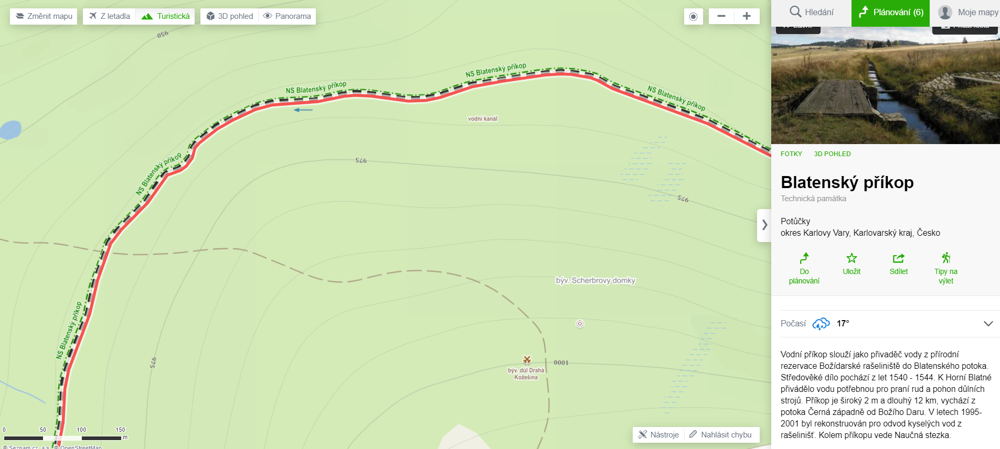 Změnit mapu
Z letadla
Turistická
3D pohled
Panorama
Hledání
Plánování (6)
Moje mapy
950
NS Blatenský příkop
NS Blatenský příkop
NS Blatenský příkop
NS Blatenský příkop
NS Blatenský příkop
vodní kanál
975
975
975
1000
býv. Scherbrovy domky
býv. důl Drahá
Kožešina
0 50 100 150
m
© Seznam.cz, a.s., © OpenStreetMap
Nástroje
Nahlásit chybu
FOTKY
3D POHLED
Blatenský příkop
Technická památka
Potůčky
okres Karlovy Vary, Karlovarský kraj, Česko
Do
plánování
Uložit
Sdílet
Tipy na
výlet
Počasí
17°
Vodní příkop slouží jako přivaděč vody z přírodní
rezervace Božídarské rašeliniště do Blatenského potoka.
Středověké dílo pochází z let 1540 - 1544. K Horní Blatné
přivádělo vodu potřebnou pro praní rud a pohon důlních
strojů. Příkop je široký 2 m a dlouhý 12 km, vychází z
potoka Černá západně od Božího Daru. V letech 1995-
2001 byl rekonstruován pro odvod kyselých vod z
rašelinišť. Kolem příkopu vede Naučná stezka.